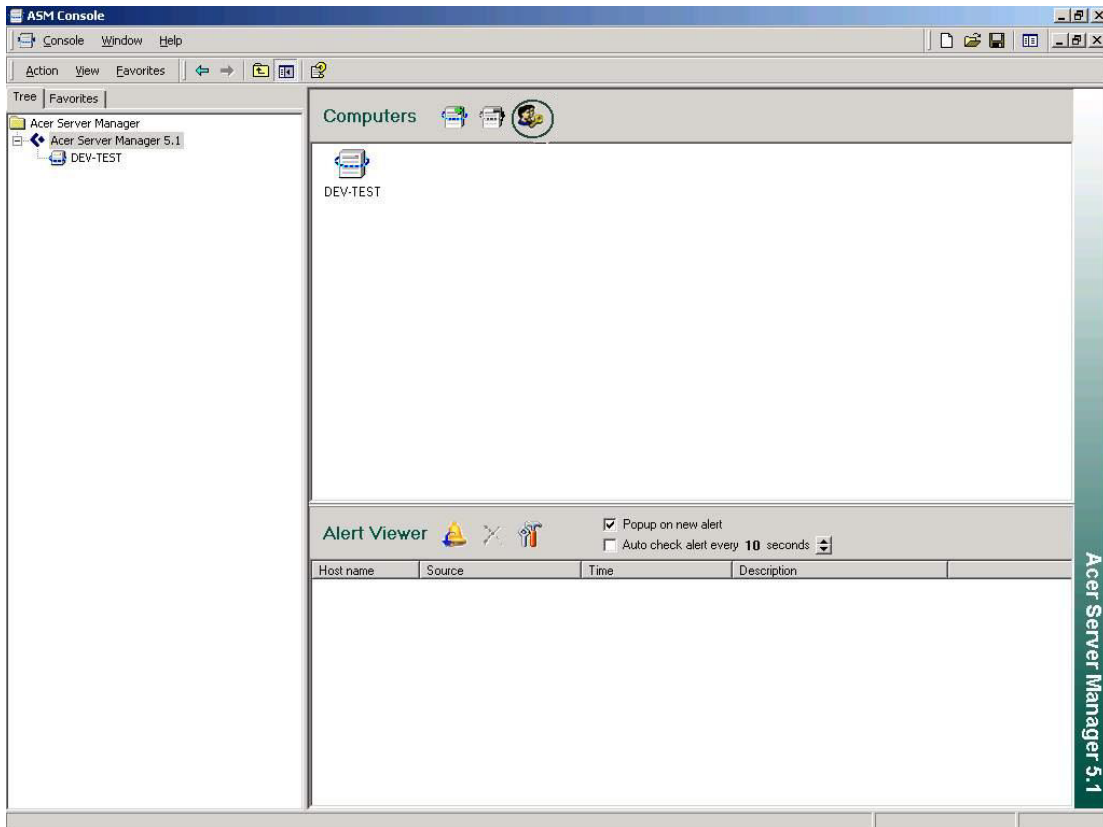 ASM Console
Console Window Help
Action View Favorites
Tree Favorites
Acer Server Manager
Acer Server Manager 5.1
DEV-TEST
Computers
DEV-TEST
Alert Viewer
Popup on new alert
Auto check alert every 10 seconds
Host name Source Time Description
Acer Server Manager 5.1